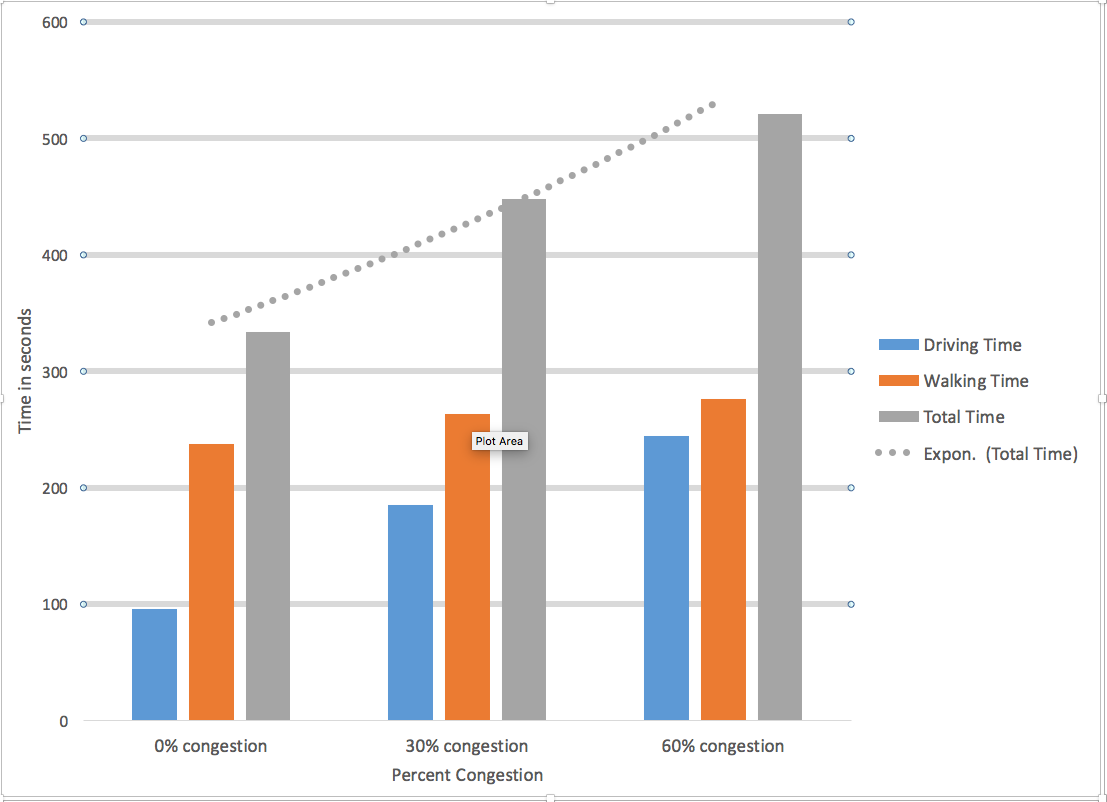 600
500
400
300
200
100
0
Time in seconds
Plot Area
0% congestion
30% congestion
60% congestion
Percent Congestion
Driving Time
Walking Time
Total Time
Expon. (Total Time)